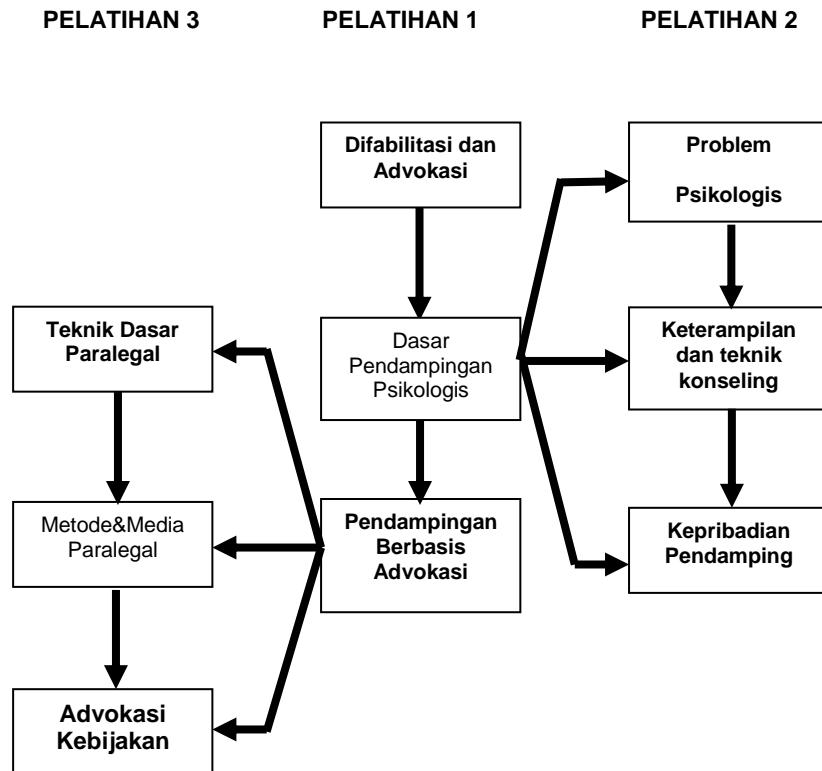 PELATIHAN 3
PELATIHAN 1
PELATIHAN 2
Difabilitasi dan
Advokasi
Problem
Psikologis
Teknik Dasar
Paralegal
Dasar
Pendampingan
Psikologis
Keterampilan
dan teknik
konseling
Metode&Media
Paralegal
Pendampingan
Berbasis
Advokasi
Kepribadian
Pendamping
Advokasi
Kebijakan